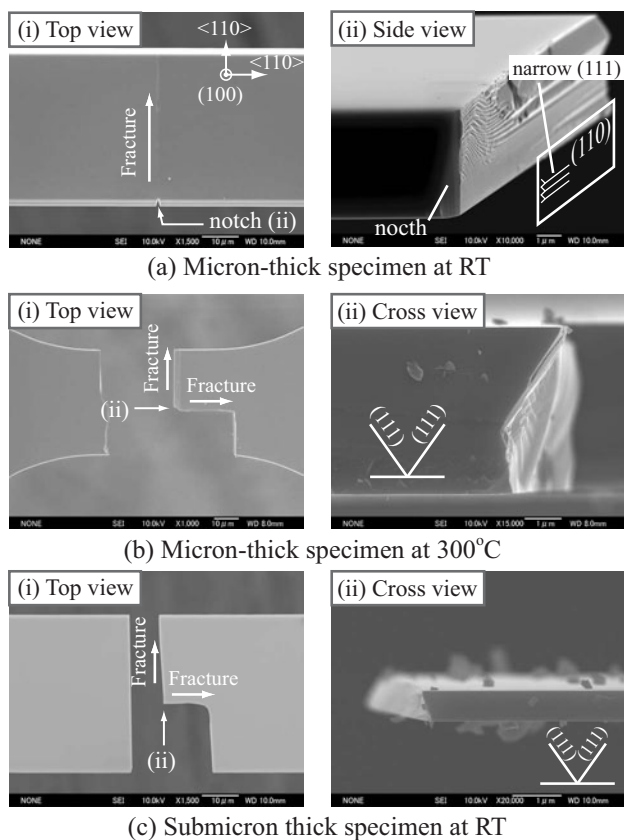 (i) Top view
<110>
<110>
(100)
Fracture
notch (ii)
NONE SEI 10.0kV X1,500 10μm WD 10.0mm
(ii) Side view
narrow (111)
(110)
nocth
NONE SEI 10.0kV X10,000 1μm WD 10.0mm
(a) Micron-thick specimen at RT
(i) Top view
Fracture
Fracture
(ii)
NONE SEI 10.0kV X1,000 10μm WD 8.0mm
(ii) Cross view
(111)
(111)
NONE SEI 10.0kV X15,000 1μm WD 8.0mm
(b) Micron-thick specimen at 300°C
(i) Top view
Fracture
Fracture
(ii)
NONE SEI 10.0kV X1,500 10μm WD 10.0mm
(ii) Cross view
(111)
(111)
NONE SEI 10.0kV X20,000 1μm WD 10.0mm
(c) Submicron thick specimen at RT